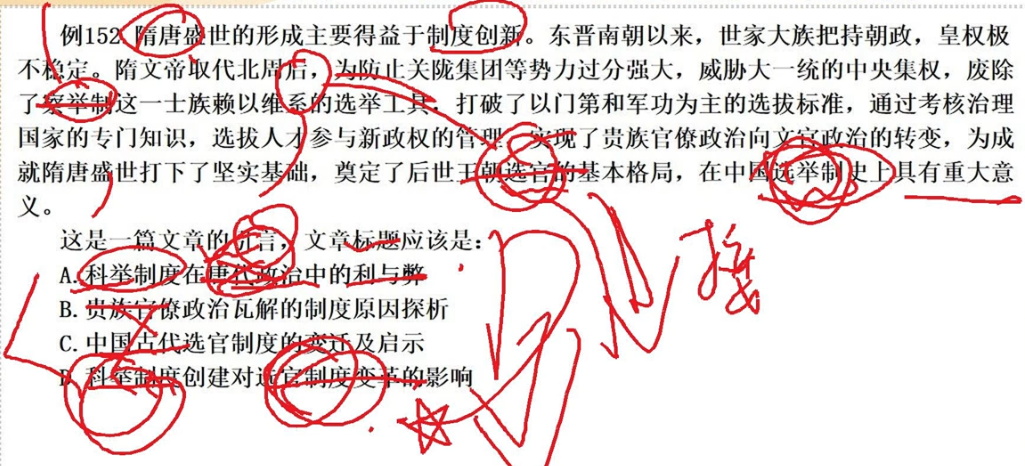 例152.隋唐盛世的形成主要得益于制度创新。东晋南朝以来，世家大族把持朝政，皇权极
不稳定。隋文帝取代北周后，为防止关陇集团等势力过分强大，威胁大一统的中央集权，废除
了察举制这一士族赖以维系的选举工具，打破了以门第和军功为主的选拔标准，通过考核治理
国家的专门知识，选拔人才参与新政权的管理，实现了贵族官僚政治向文官政治的转变，为成
就隋唐盛世打下了坚实基础，奠定了后世王朝选官的基本格局，在中国选举制史上具有重大意
义。
这是一篇文章的引言，文章标题应该是：
A.科举制度在唐代政治中的利与弊
B.贵族官僚政治瓦解的制度原因探析
C.中国古代选官制度的变迁及启示
D.科举制度创建对选官制度变革的影响